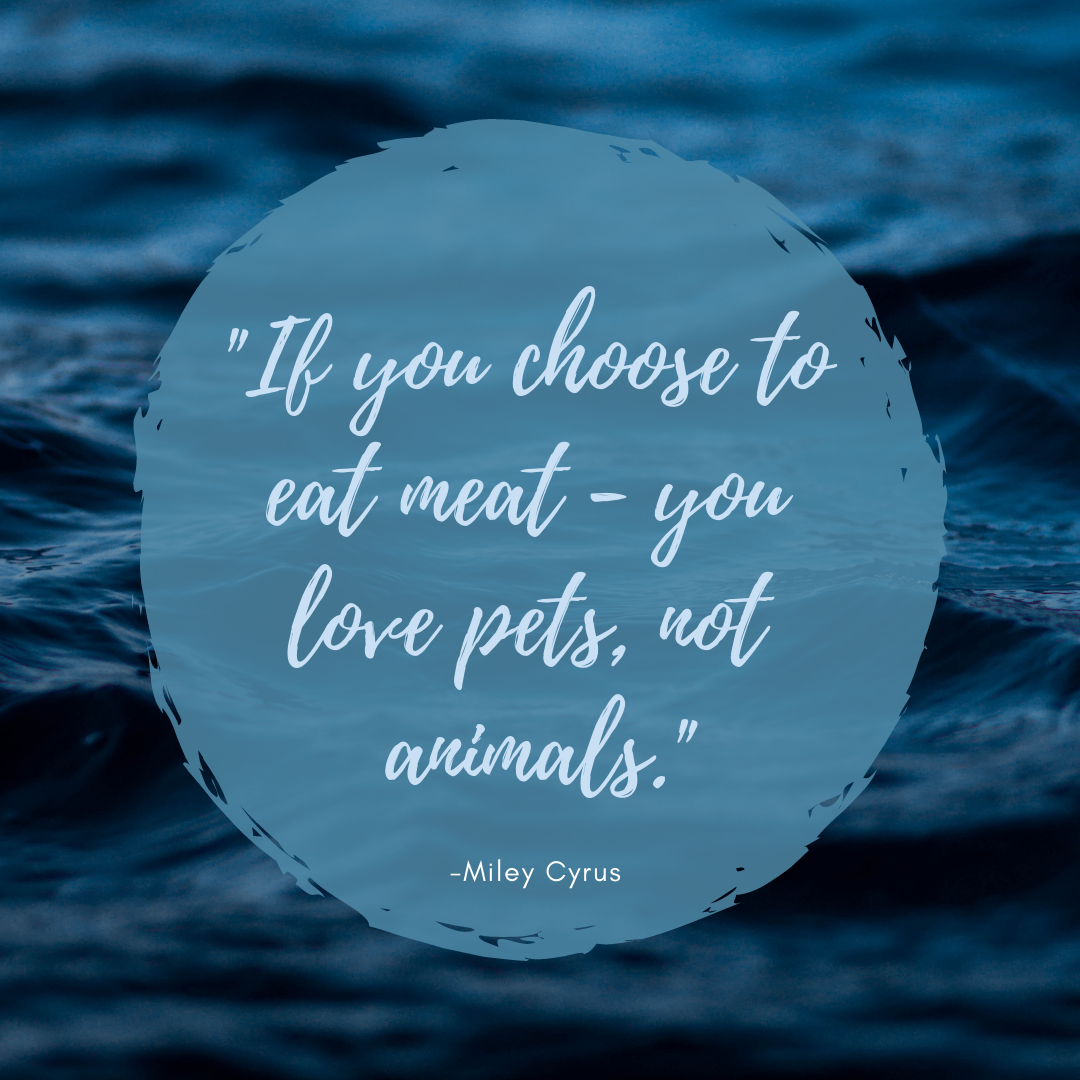 "If you choose to
eat meat - you
love pets, not
animals."
-Miley Cyrus